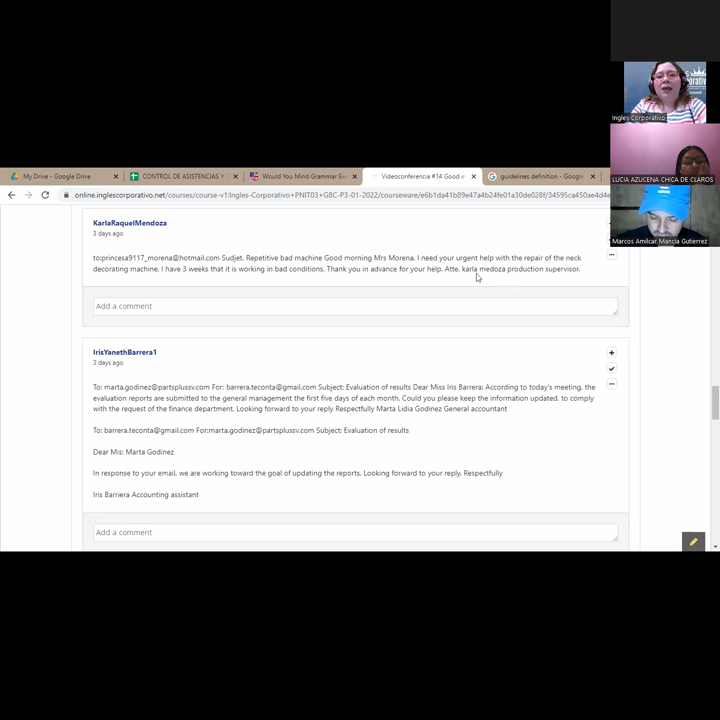 Ingles Corporativo
LUCIA AZUCENA CHICA DE CLAROS
Marcos Amilcar Mancia Gutierrez
My Drive - Google Drive
CONTROL DE ASISTENCIAS Y
Would You Mind Grammar Ex
Videoconferencia #14 Good e
guidelines definition - Google
online.inglescorporativo.net/courses/course-v1:Ingles-Corporativo+PNIT03+G8C-P3-01-2022/courseware/e6b1da41b89e47a4b24fe01a30de028f/34595ca450ae4d4e
KarlaRaquelMendoza
3 days ago
to:princesa9117_morena@hotmail.com Sudjet. Repetitive bad machine Good morning Mrs Morena. I need your urgent help with the repair of the neck
decorating machine. I have 3 weeks that it is working in bad conditions. Thank you in advance for your help. Atte. karla medoza production supervisor.
Add a comment
IrisYanethBarrera1
3 days ago
To: marta.godinez@partsplussv.com For: barrera.teconta@gmail.com Subject: Evaluation of results Dear Miss Iris Barrera: According to today's meeting, the
evaluation reports are submitted to the general management the first five days of each month. Could you please keep the information updated, to comply
with the request of the finance department. Looking forward to your reply Respectfully Marta Lidia Godinez General accountant
To: barrera.teconta@gmail.com For:marta.godinez@partsplussv.com Subject: Evaluation of results
Dear Mis: Marta Godinez
In response to your email, we are working toward the goal of updating the reports. Looking forward to your reply. Respectfully
Iris Barriera Accounting assistant
Add a comment